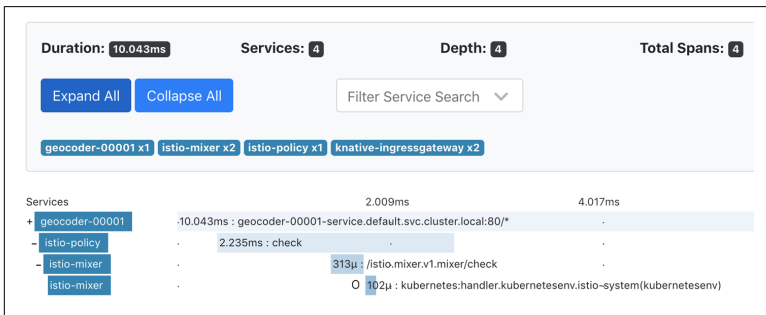 Duration: 10.043ms Services: 4 Depth: 4 Total Spans: 4
Expand All Collapse All Filter Service Search
geocoder-00001 x1 istio-mixer x2 istio-policy x1 knative-ingressgateway x2
Services 2.009ms 4.017ms
+ geocoder-00001 ·10.043ms : geocoder-00001-service.default.svc.cluster.local:80/* .
− istio-policy · 2.235ms : check · .
− istio-mixer · 313μ : /istio.mixer.v1.mixer/check
istio-mixer · O 102μ : kubernetes:handler.kubernetesenv.istio-system(kubernetesenv)